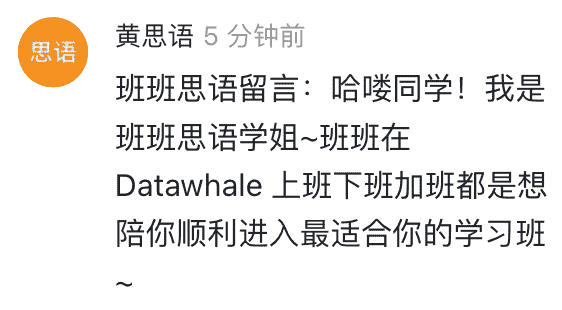 思语
黄思语 5 分钟前
班班思语留言：哈喽同学！我是
班班思语学姐~班班在
Datawhale 上班下班加班都是想
陪你顺利进入最适合你的学习班
~